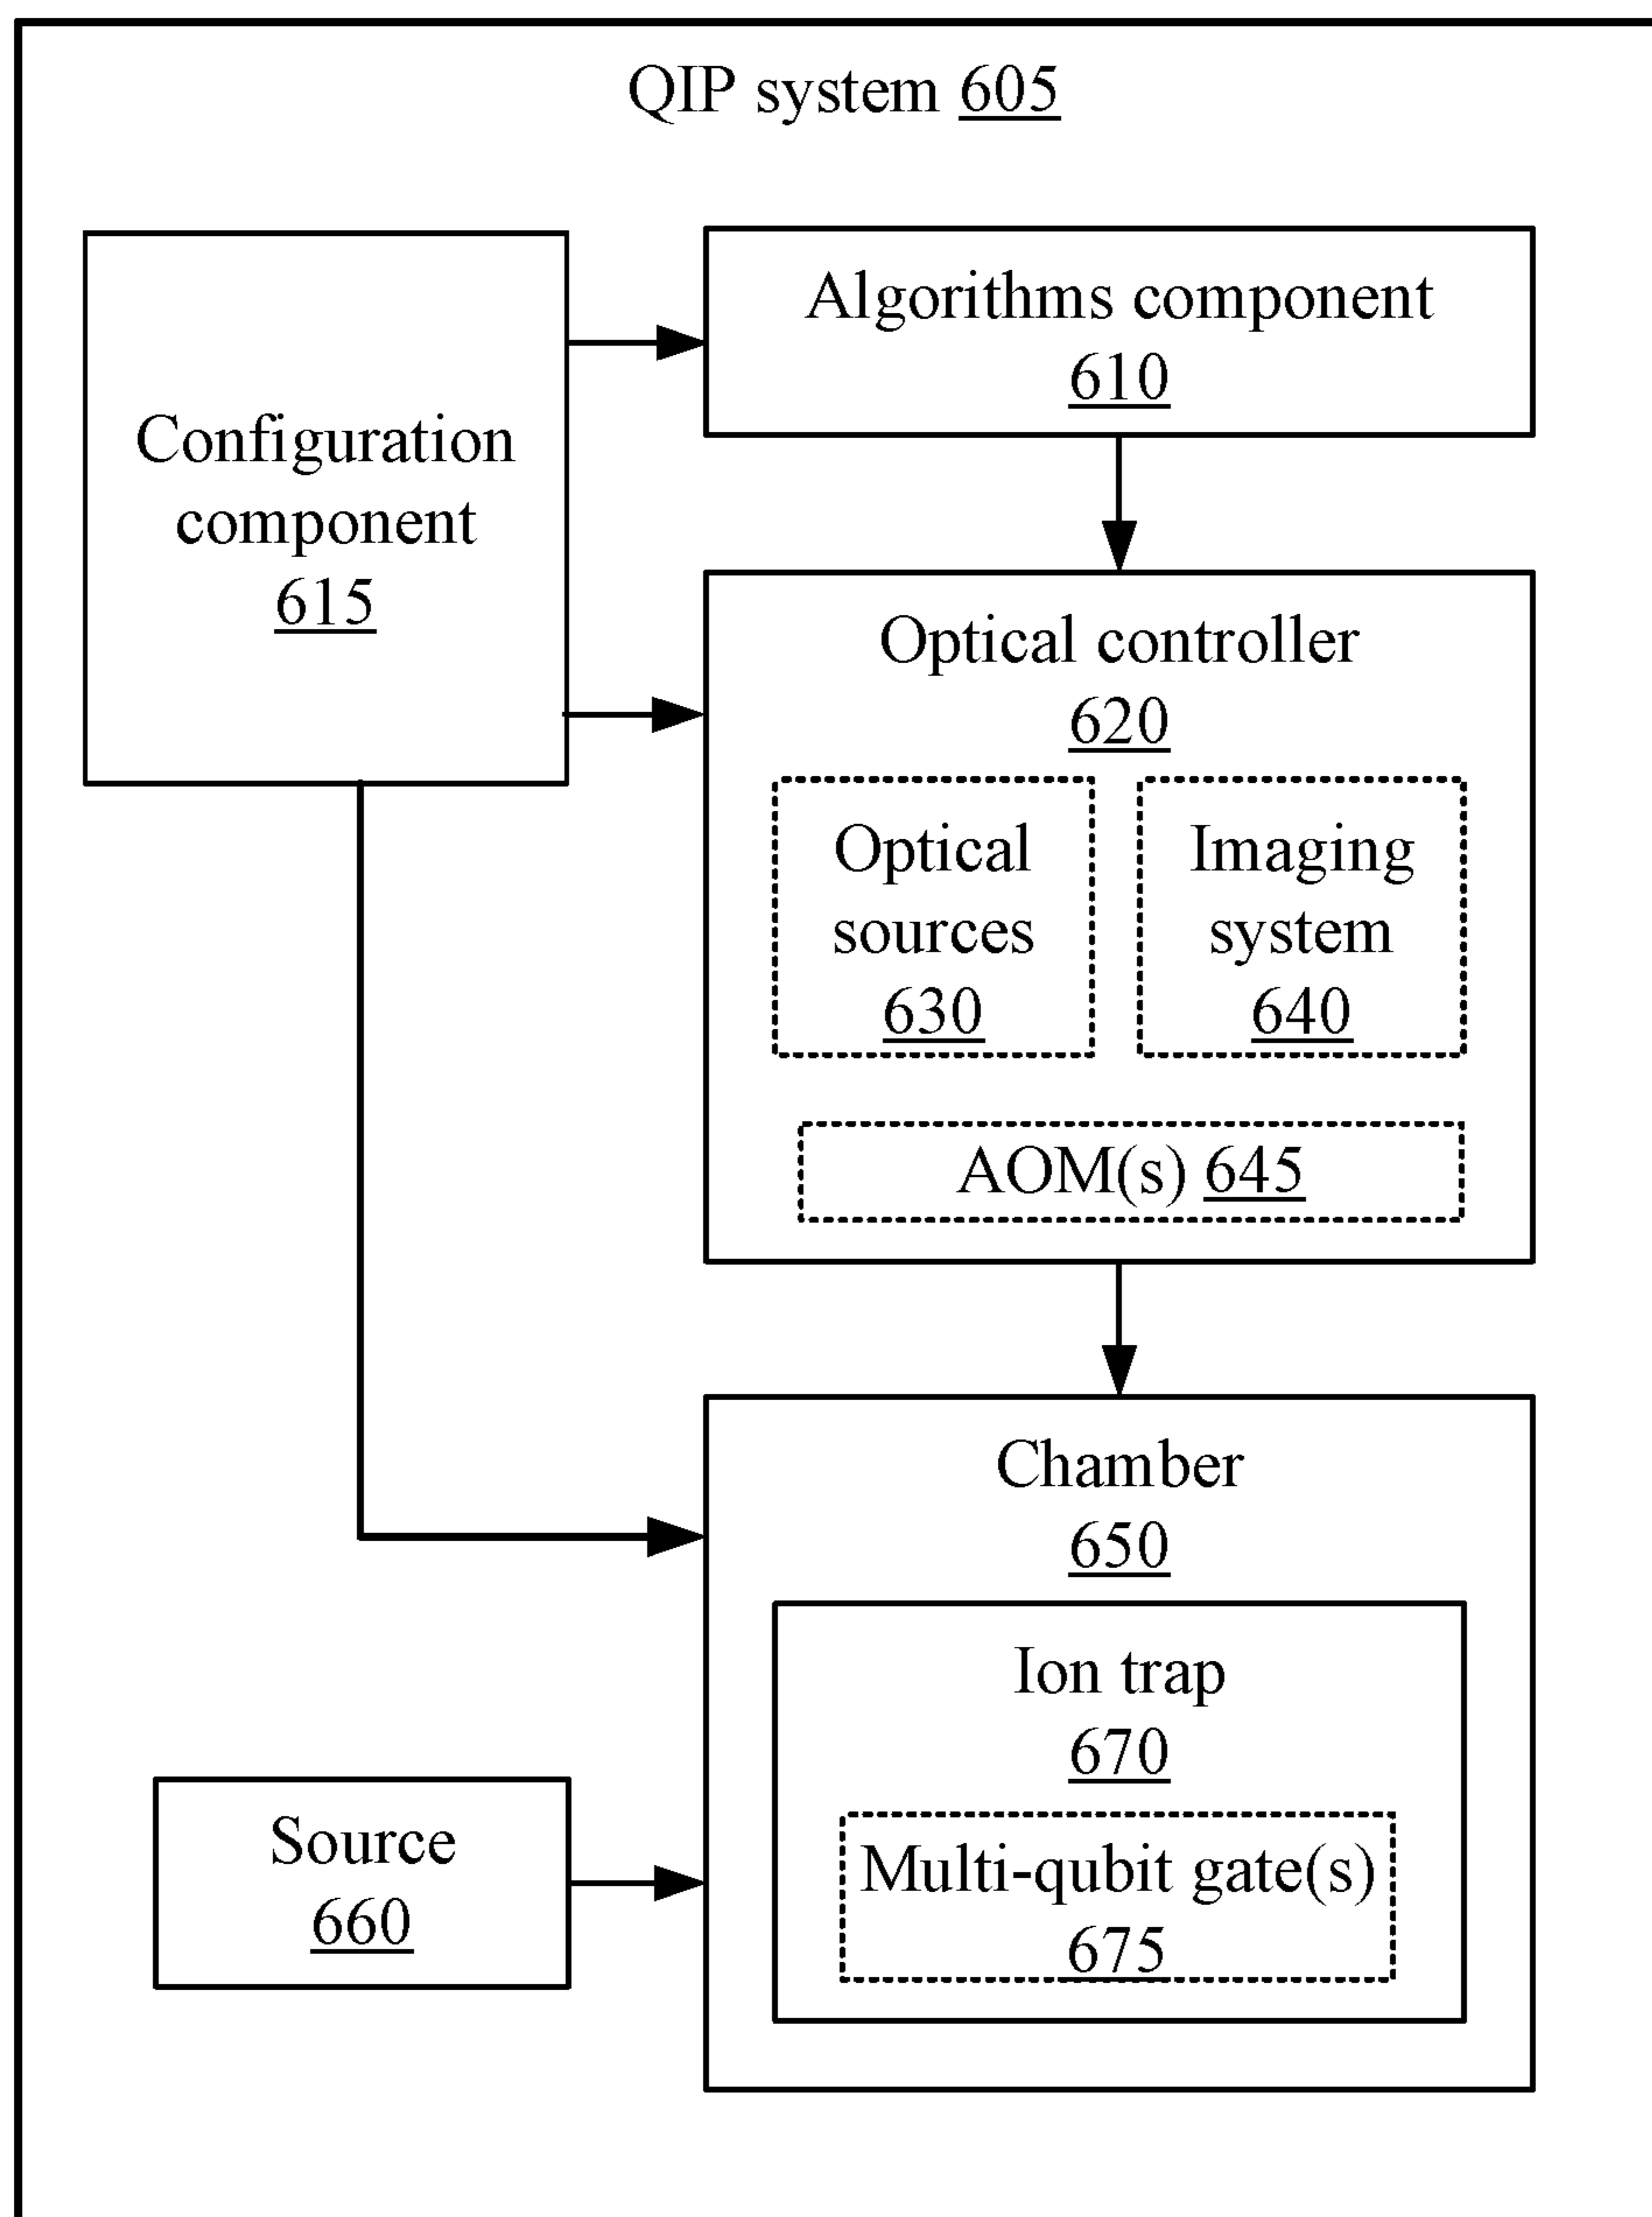 QIP system 605
Algorithms component
610
Configuration
component
615
Optical controller
620
Optical
sources
630
Imaging
system
640
AOM(s) 645
Chamber
650
Ion trap
670
Multi-qubit gate(s)
675
Source
660